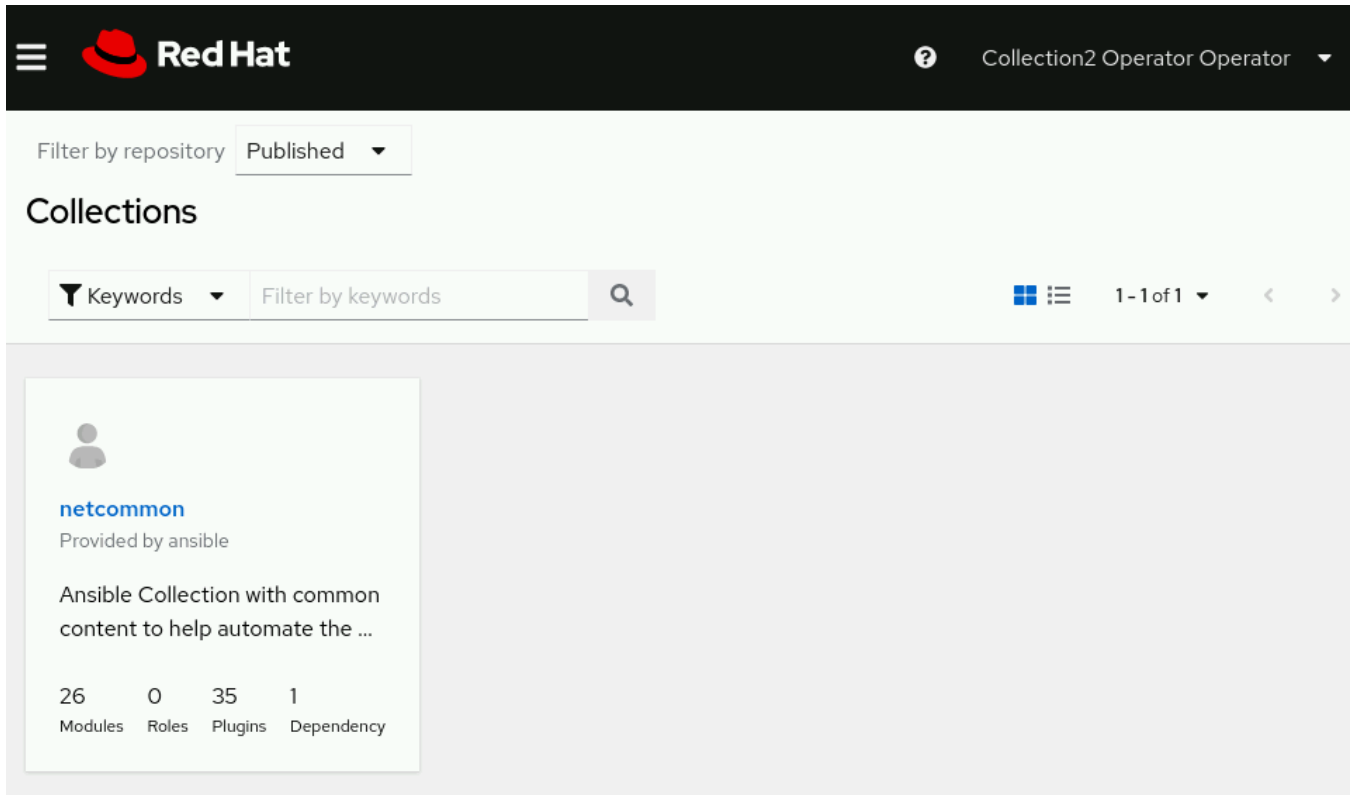 Red Hat
Collection2 Operator Operator
Filter by repository Published
Collections
Keywords Filter by keywords 1 - 1 of 1
netcommon
Provided by ansible
Ansible Collection with common
content to help automate the ...
26 0 35 1
Modules Roles Plugins Dependency